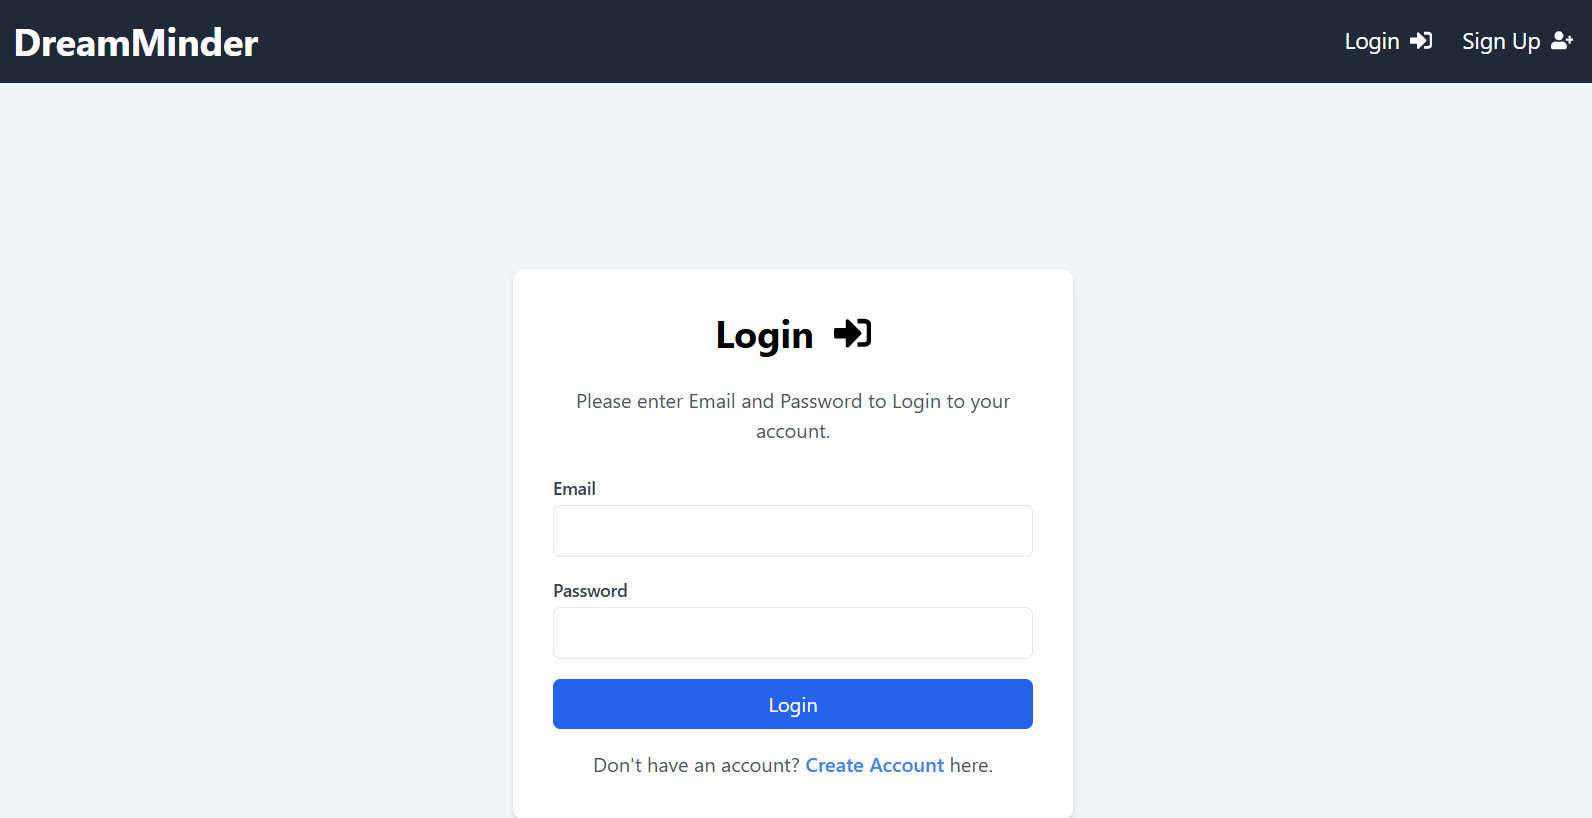 DreamMinder
Login
Sign Up
Login
Please enter Email and Password to Login to your
account.
Email
Password
Login
Don't have an account? Create Account here.